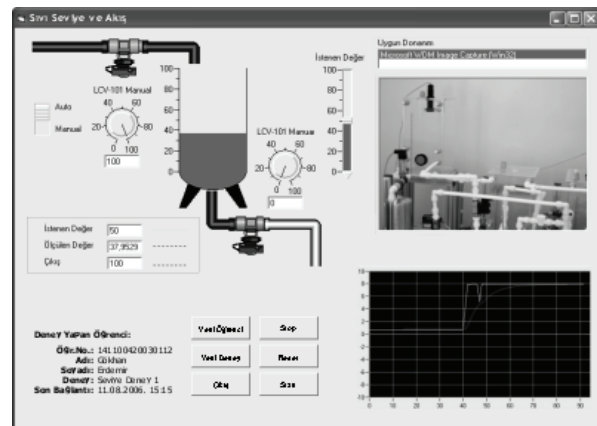 Sıvı Seviye ve Akış
Uygun Donanım
Microsoft WDM Image Capture (Win32)
İstenen Değer
100
80
60
40
20
0
Auto
Manual
LCV-101 Manual
40 60
20 80
0 100
100
100
80
60
40
20
0
LCV-101 Manual
40 60
20 80
0 100
0
İstenen Değer 50
Ölçülen Değer 37,9529
Çıkış 100
Deney Yapan Öğrenci:
Öğr.No.: 141100420030112
Adı: Gökhan
Soyadı: Erdemir
Deney: Seviye Deney 1
Son Bağlantı: 11.08.2006. 15:15
Yeni Öğrenci
Stop
Yeni Deney
Reset
Çıkış
10
8
6
4
2
0
-2
-4
-6
-8
-10
0 10 20 30 40 50 60 70 80 90